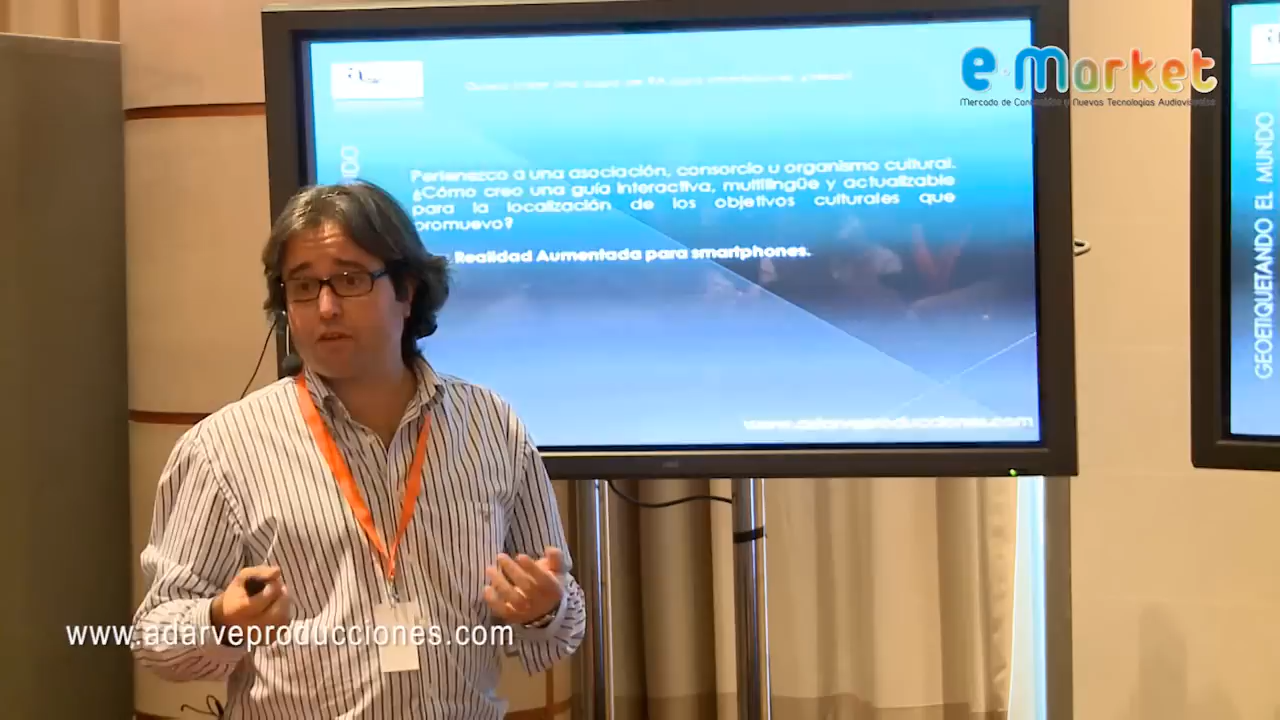 e-Market
Mercado de Contenidos y Nuevas Tecnologías Audiovisuales
Pertenezco a una asociación, consorcio u organismo cultural.
¿Cómo creo una guía interactiva, multilingüe y actualizable
para la localización de los objetivos culturales que
promuevo?
Realidad Aumentada para smartphones.
www.adarveproducciones.com
GEOETIQUETANDO EL MUNDO
www.adarveproducciones.com